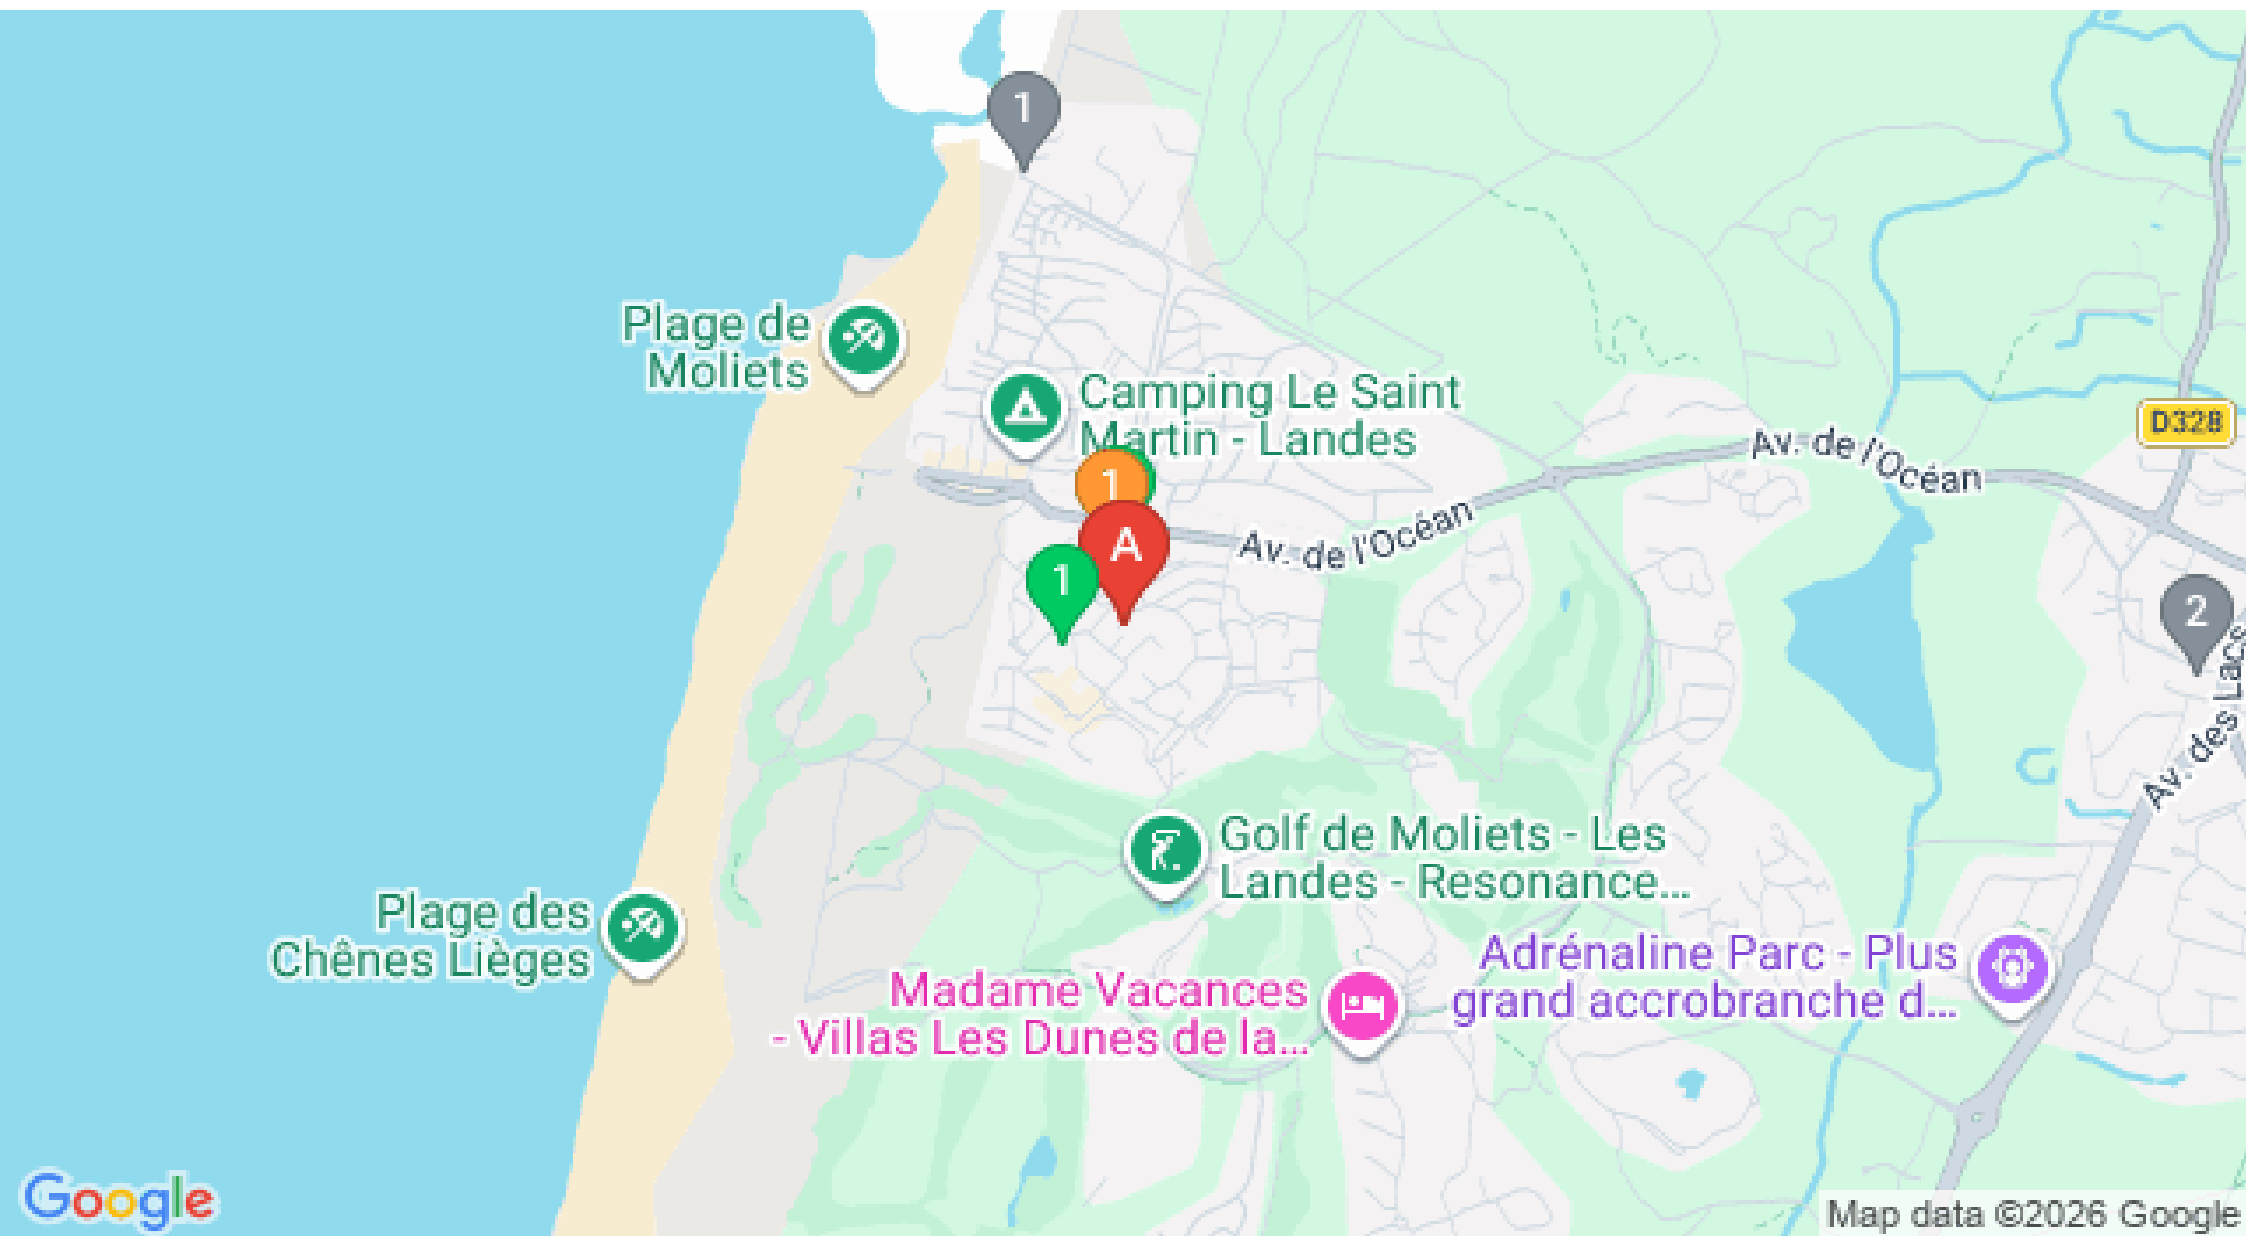 1
Plage de
Moliets
Camping Le Saint
Martin - Landes
D328
Av. de l'Océan
1
Av. de l'Océan
A
1
2
Av. des Lacs
Golf de Moliets - Les
Landes - Resonance...
Plage des
Chênes Lièges
Adrénaline Parc - Plus
grand accrobranche d...
Madame Vacances
- Villas Les Dunes de la...
Google
Map data ©2026 Google